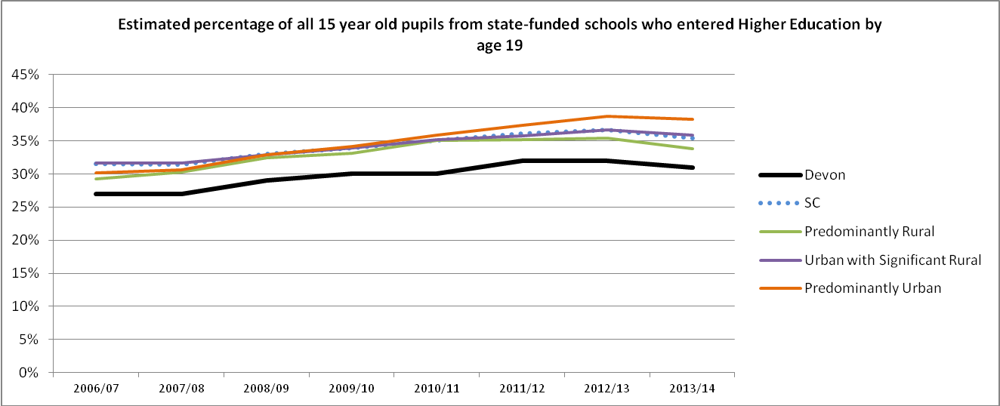 Estimated percentage of all 15 year old pupils from state-funded schools who entered Higher Education by
age 19
45%
40%
35%
30%
25%
20%
15%
10%
5%
0%
2006/07 2007/08 2008/09 2009/10 2010/11 2011/12 2012/13 2013/14
Devon
SC
Predominantly Rural
Urban with Significant Rural
Predominantly Urban